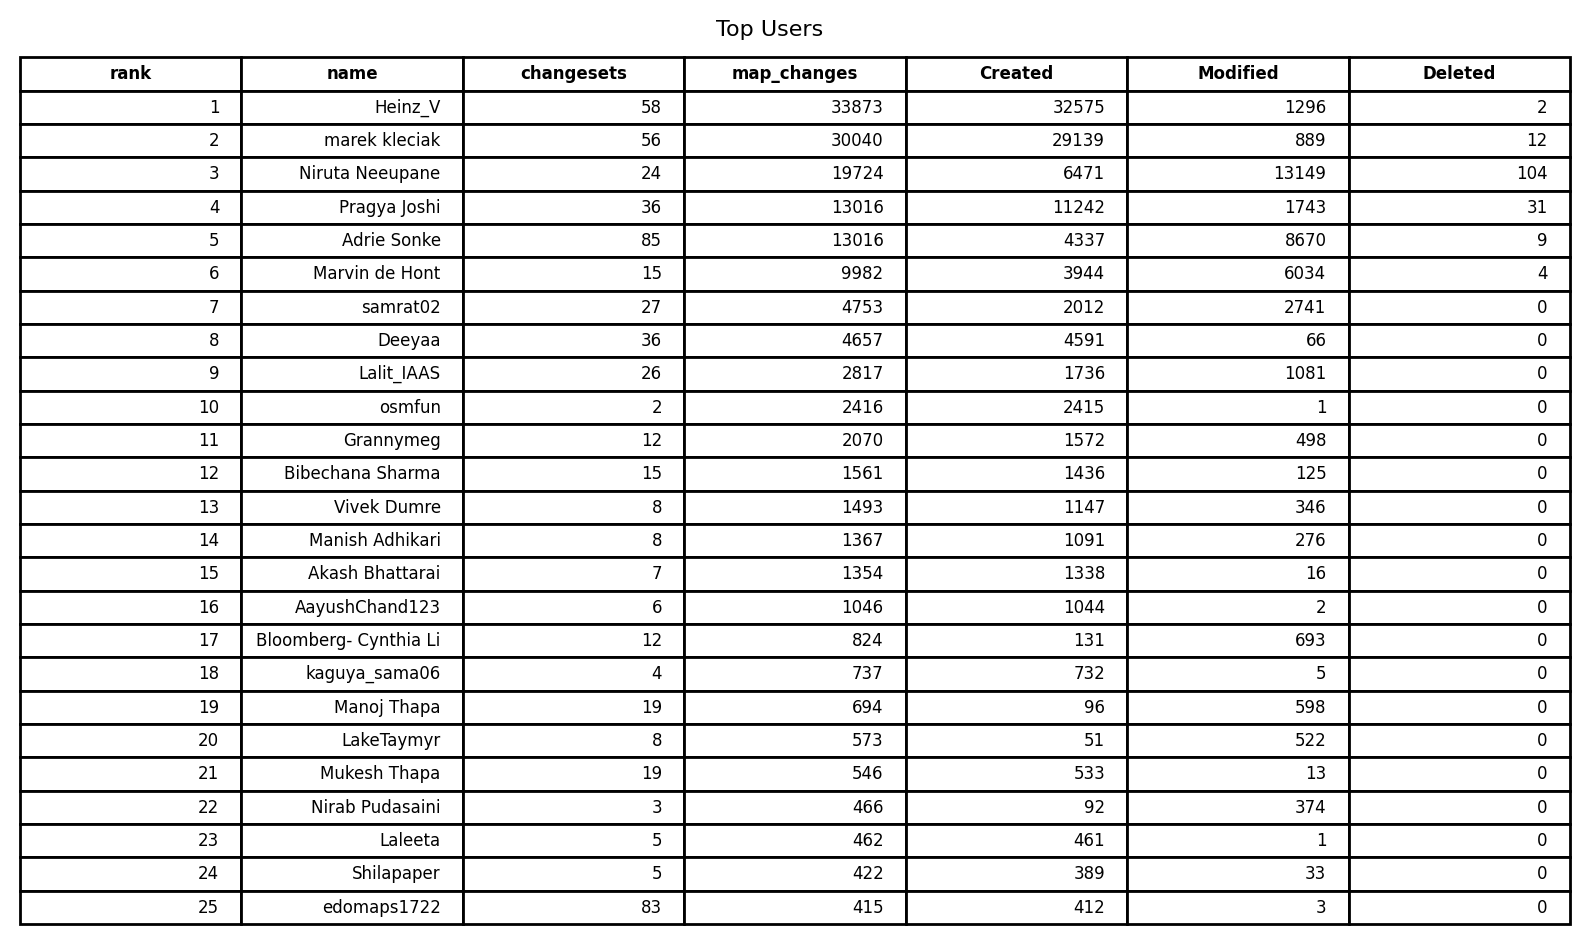 Top Users
rank name changesets map_changes Created Modified Deleted
1 Heinz_V 58 33873 32575 1296 2
2 marek kleciak 56 30040 29139 889 12
3 Niruta Neeupane 24 19724 6471 13149 104
4 Pragya Joshi 36 13016 11242 1743 31
5 Adrie Sonke 85 13016 4337 8670 9
6 Marvin de Hont 15 9982 3944 6034 4
7 samrat02 27 4753 2012 2741 0
8 Deeyaa 36 4657 4591 66 0
9 Lalit_IAAS 26 2817 1736 1081 0
10 osmfun 2 2416 2415 1 0
11 Grannymeg 12 2070 1572 498 0
12 Bibechana Sharma 15 1561 1436 125 0
13 Vivek Dumre 8 1493 1147 346 0
14 Manish Adhikari 8 1367 1091 276 0
15 Akash Bhattarai 7 1354 1338 16 0
16 AayushChand123 6 1046 1044 2 0
17 Bloomberg- Cynthia Li 12 824 131 693 0
18 kaguya_sama06 4 737 732 5 0
19 Manoj Thapa 19 694 96 598 0
20 LakeTaymyr 8 573 51 522 0
21 Mukesh Thapa 19 546 533 13 0
22 Nirab Pudasaini 3 466 92 374 0
23 Laleeta 5 462 461 1 0
24 Shilapaper 5 422 389 33 0
25 edomaps1722 83 415 412 3 0